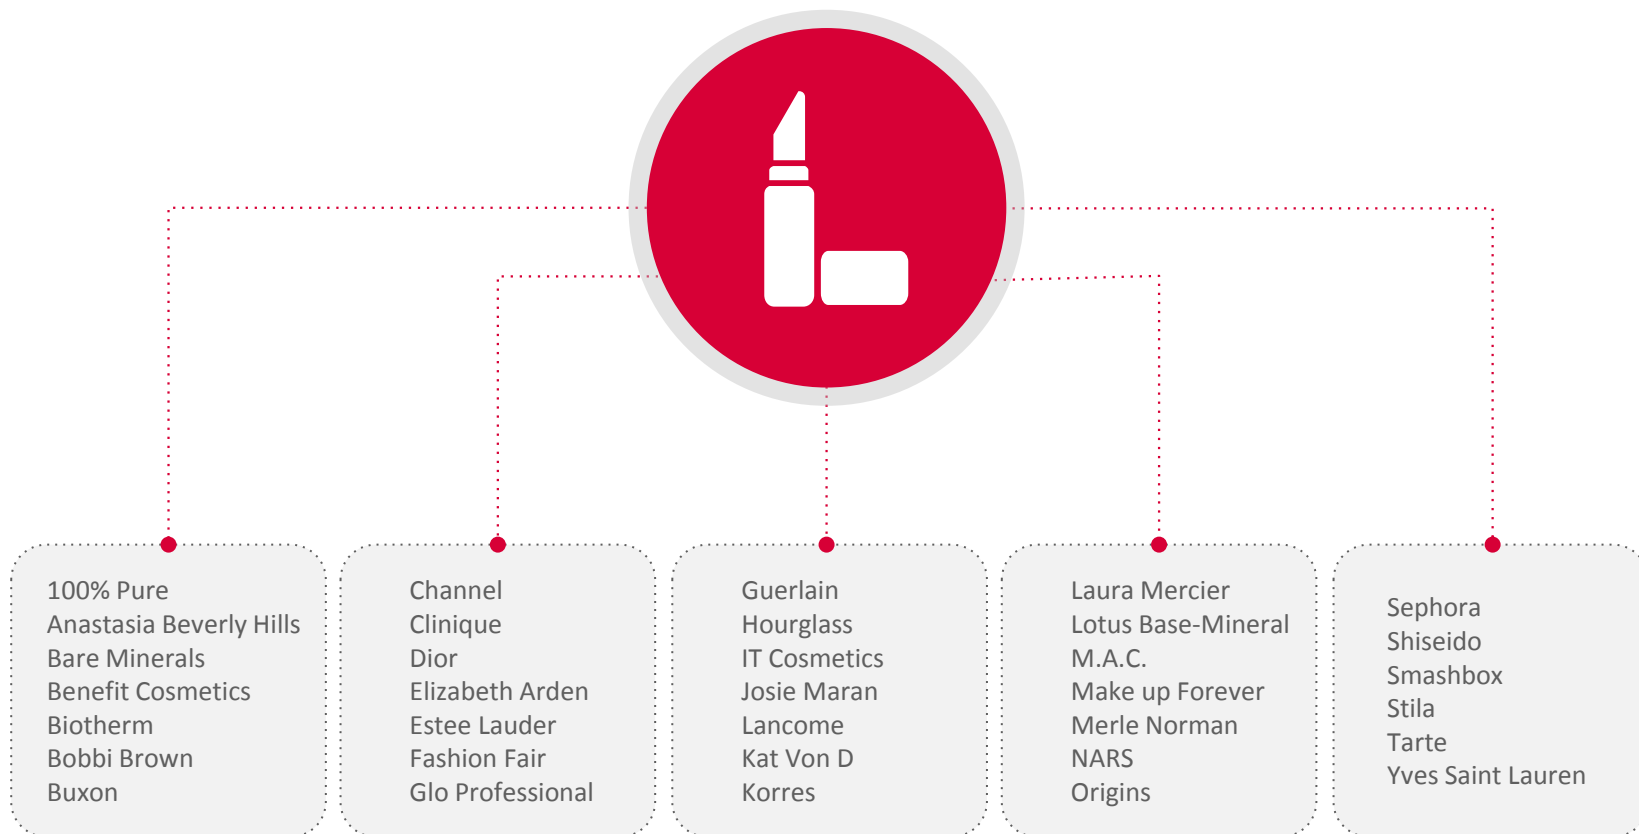 100% Pure
Anastasia Beverly Hills
Bare Minerals
Benefit Cosmetics
Biotherm
Bobbi Brown
Buxon
Channel
Clinique
Dior
Elizabeth Arden
Estee Lauder
Fashion Fair
Glo Professional
Guerlain
Hourglass
IT Cosmetics
Josie Maran
Lancome
Kat Von D
Korres
Laura Mercier
Lotus Base-Mineral
M.A.C.
Make up Forever
Merle Norman
NARS
Origins
Sephora
Shiseido
Smashbox
Stila
Tarte
Yves Saint Lauren